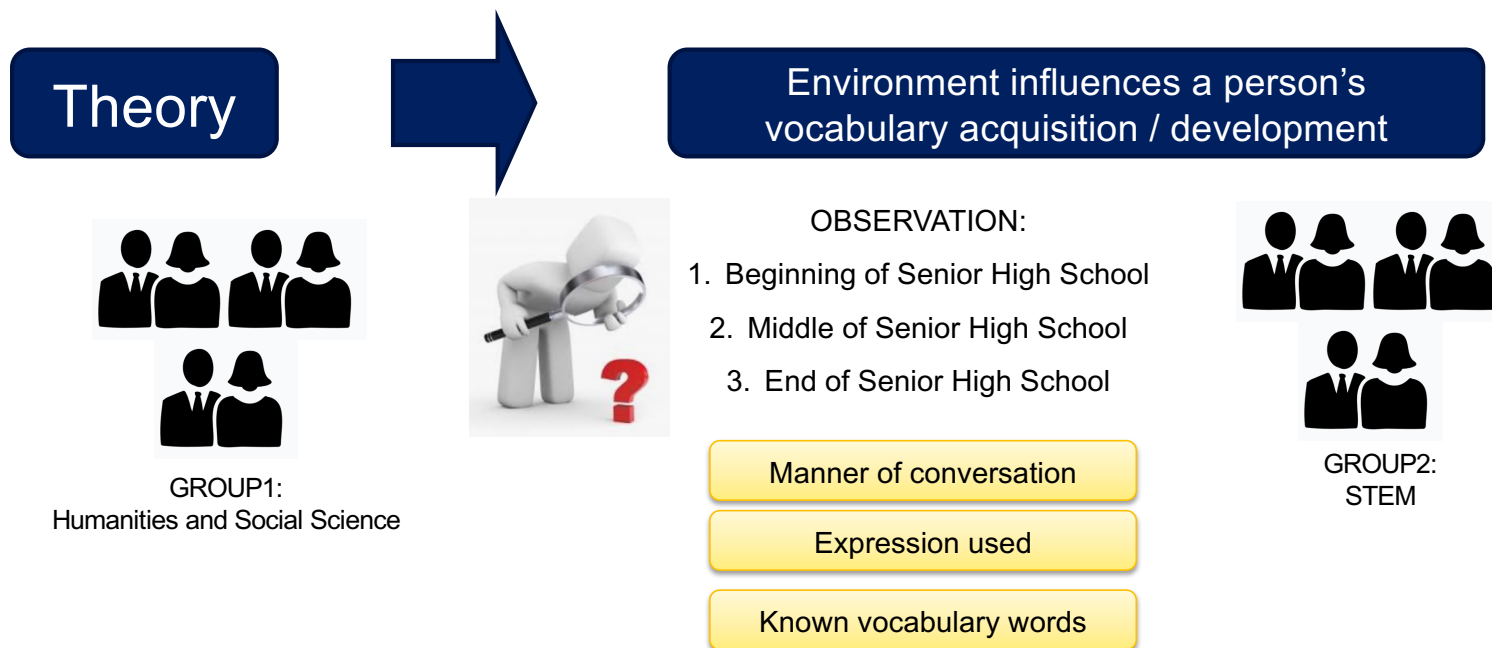 Theory
Environment influences a person’s
vocabulary acquisition / development
OBSERVATION:
1. Beginning of Senior High School
2. Middle of Senior High School
3. End of Senior High School
Manner of conversation
Expression used
Known vocabulary words
GROUP1:
Humanities and Social Science
GROUP2:
STEM